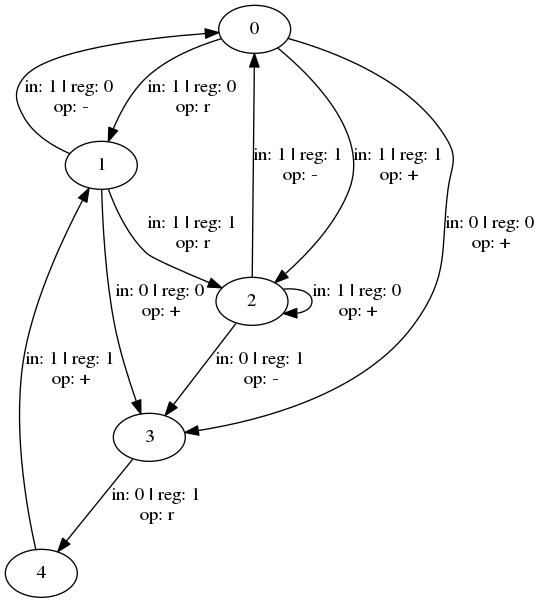 0
in: 1 | reg: 0
op: -
in: 1 | reg: 0
op: r
in: 1 | reg: 1
op: -
in: 1 | reg: 1
op: +
1
in: 1 | reg: 1
op: r
in: 0 | reg: 0
op: +
in: 0 | reg: 0
op: +
2
in: 1 | reg: 0
op: +
in: 1 | reg: 1
op: +
in: 0 | reg: 1
op: -
3
in: 0 | reg: 1
op: r
4